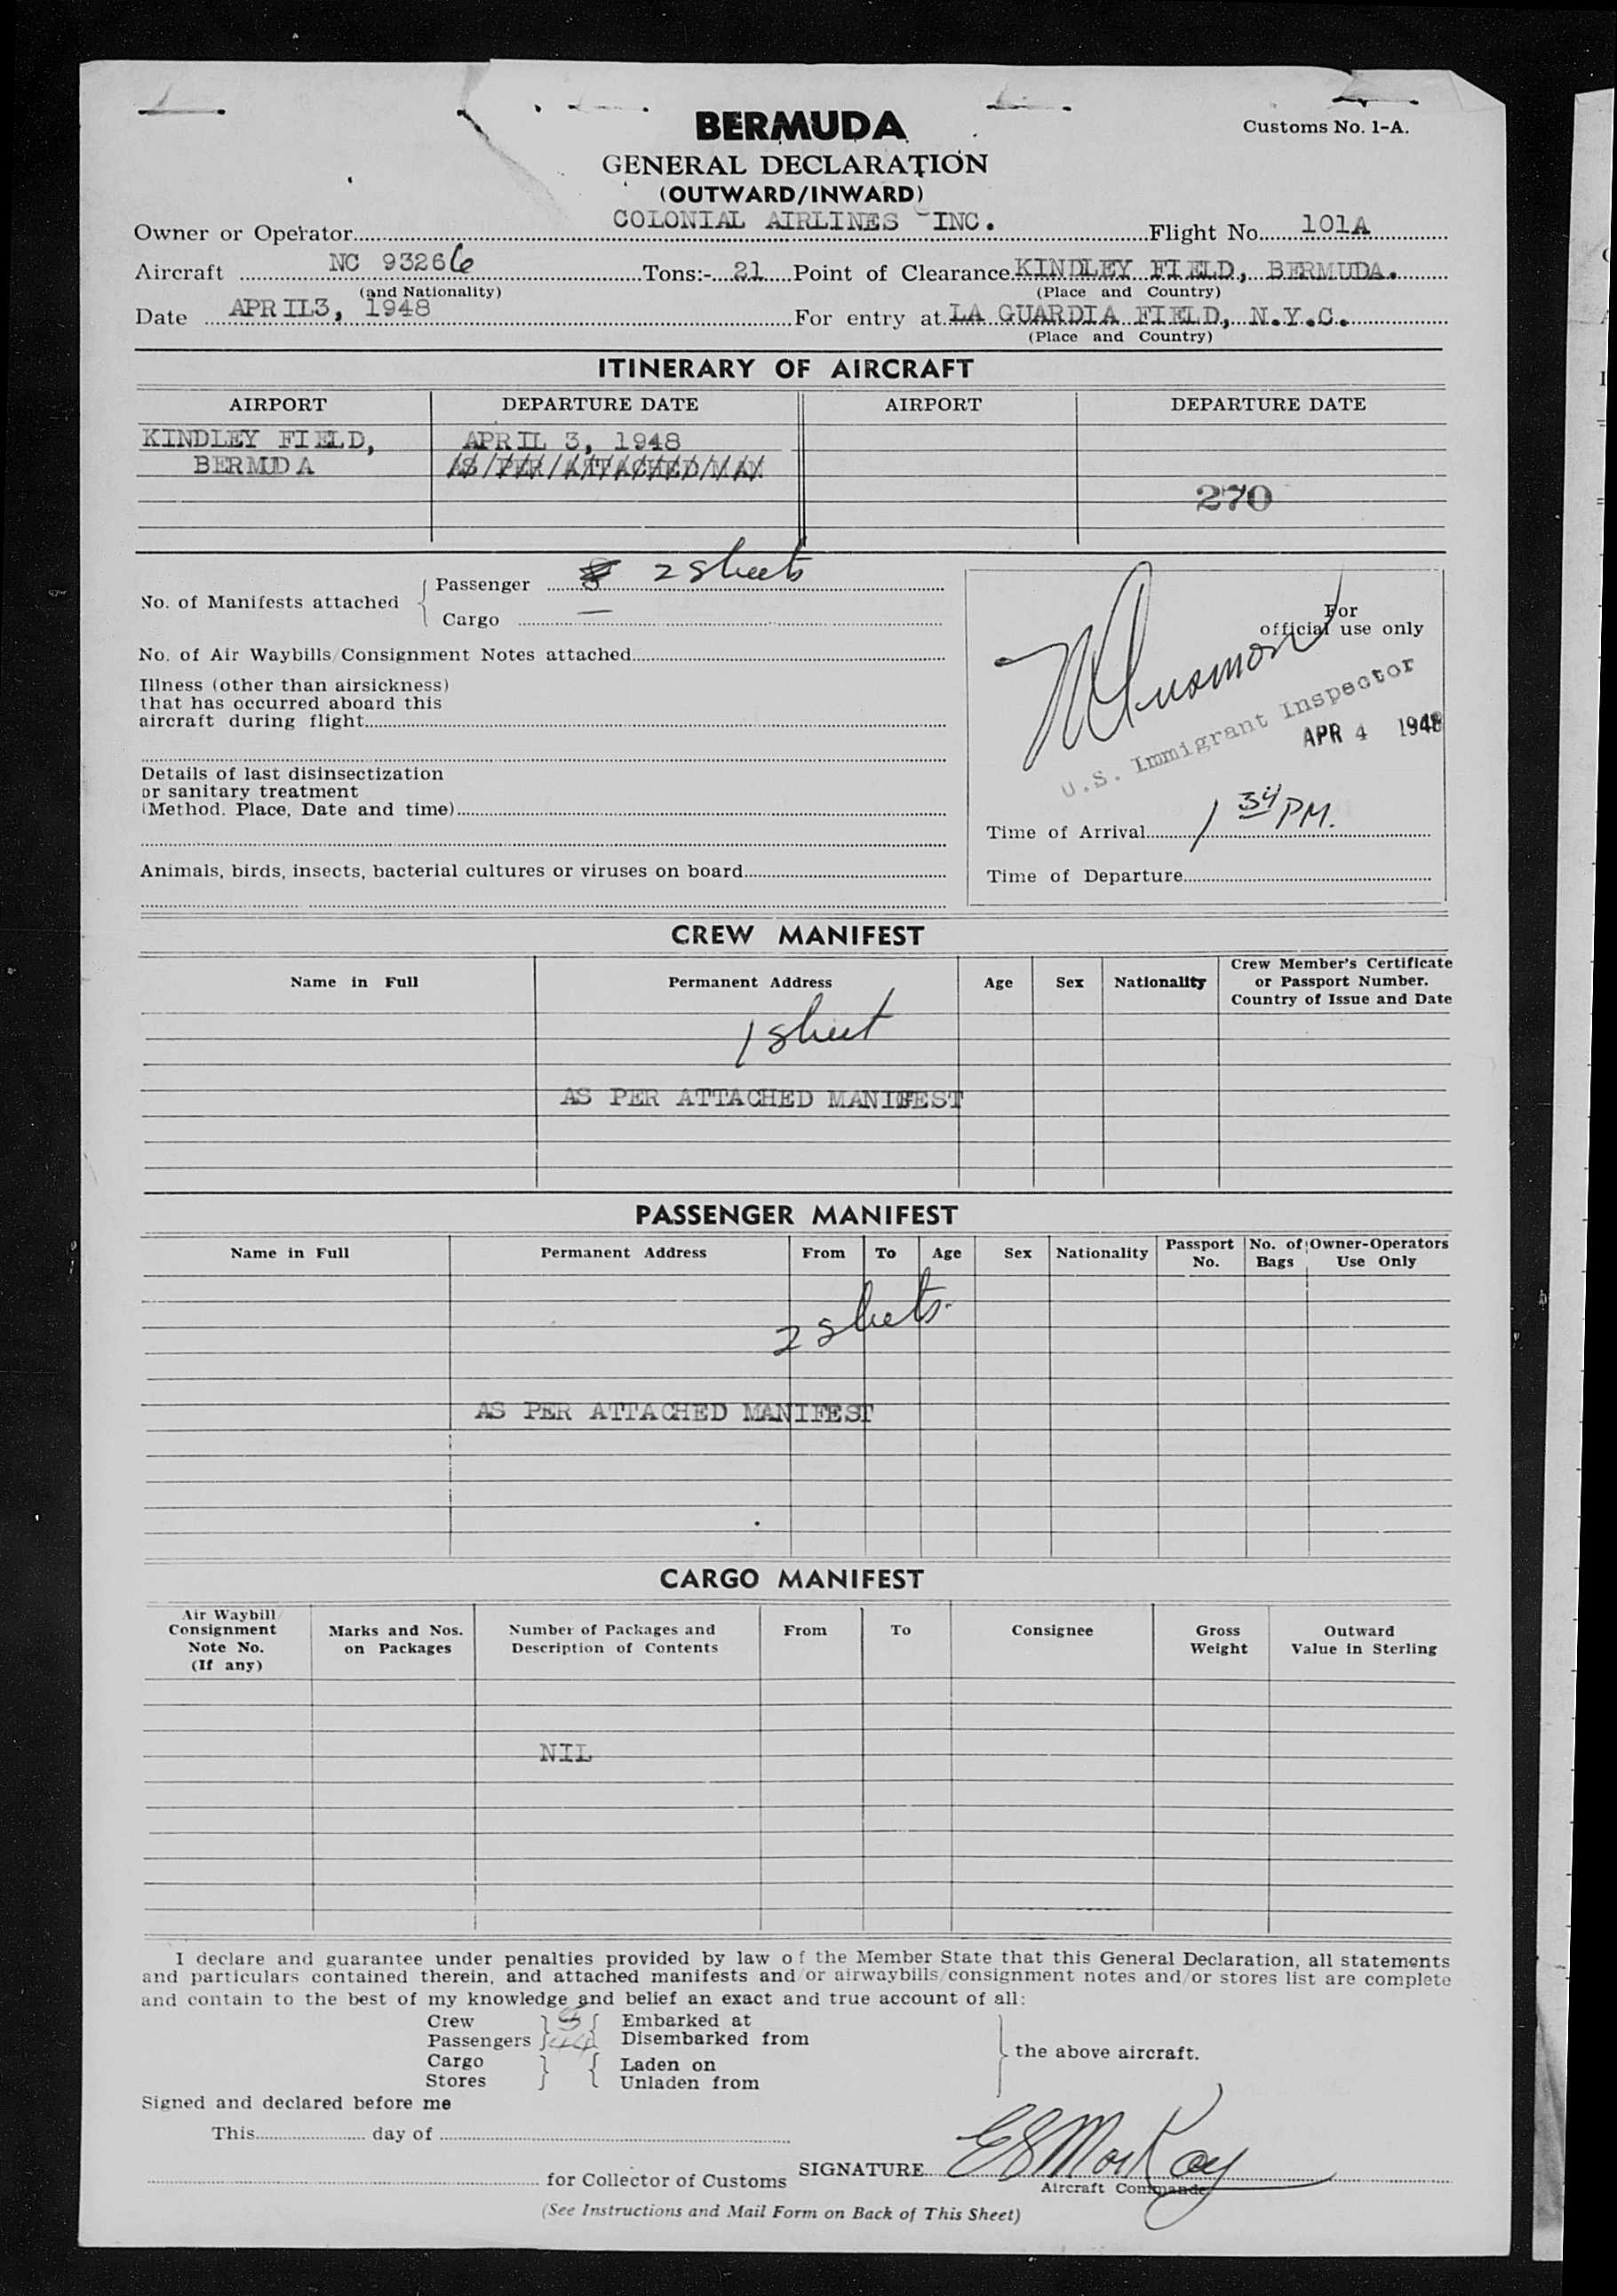 BERMUDA
Customs No. 1-A.
GENERAL DECLARATION
(OUTWARD/INWARD)
Owner or Operator COLONIAL AIRLINES INC. Flight No. 101A
Aircraft NC 93266 Tons:- 21 Point of Clearance KINDLEY FIELD, BERMUDA.
(and Nationality) (Place and Country)
Date APRIL3, 1948 For entry at LA GUARDIA FIELD, N.Y.C.
(Place and Country)
ITINERARY OF AIRCRAFT
AIRPORT DEPARTURE DATE AIRPORT DEPARTURE DATE
KINDLEY FIELD, APRIL 3, 1948
BERMUDA AS/PER/ATTACHED/MAN
270
No. of Manifests attached
Passenger 2 sheets
Cargo —
For
official use only
No. of Air Waybills/Consignment Notes attached
Illness (other than airsickness)
that has occurred aboard this
aircraft during flight
U.S. Immigrant Inspector
APR 4 1948
Details of last disinsectization
or sanitary treatment
(Method. Place, Date and time)
Time of Arrival 1 34 PM.
Animals, birds, insects, bacterial cultures or viruses on board
Time of Departure
CREW MANIFEST
Name in Full Permanent Address Age Sex Nationality Crew Member's Certificate
or Passport Number.
Country of Issue and Date
1 sheet
AS PER ATTACHED MANIFEST
PASSENGER MANIFEST
Name in Full Permanent Address From To Age Sex Nationality Passport No. No. of Bags Owner-Operators Use Only
2 sheets.
AS PER ATTACHED MANIFEST
CARGO MANIFEST
Air Waybill/
Consignment
Note No.
(If any)
Marks and Nos.
on Packages
Number of Packages and
Description of Contents
From To Consignee
Gross
Weight
Outward
Value in Sterling
NIL
I declare and guarantee under penalties provided by law of the Member State that this General Declaration, all statements
and particulars contained therein, and attached manifests and/or airwaybills/consignment notes and/or stores list are complete
and contain to the best of my knowledge and belief an exact and true account of all:
Crew 5 Embarked at
Passengers 44 Disembarked from
the above aircraft.
Cargo Laden on
Stores Unladen from
Signed and declared before me
This day of
for Collector of Customs SIGNATURE E S MacKay
Aircraft Commander
(See Instructions and Mail Form on Back of This Sheet)